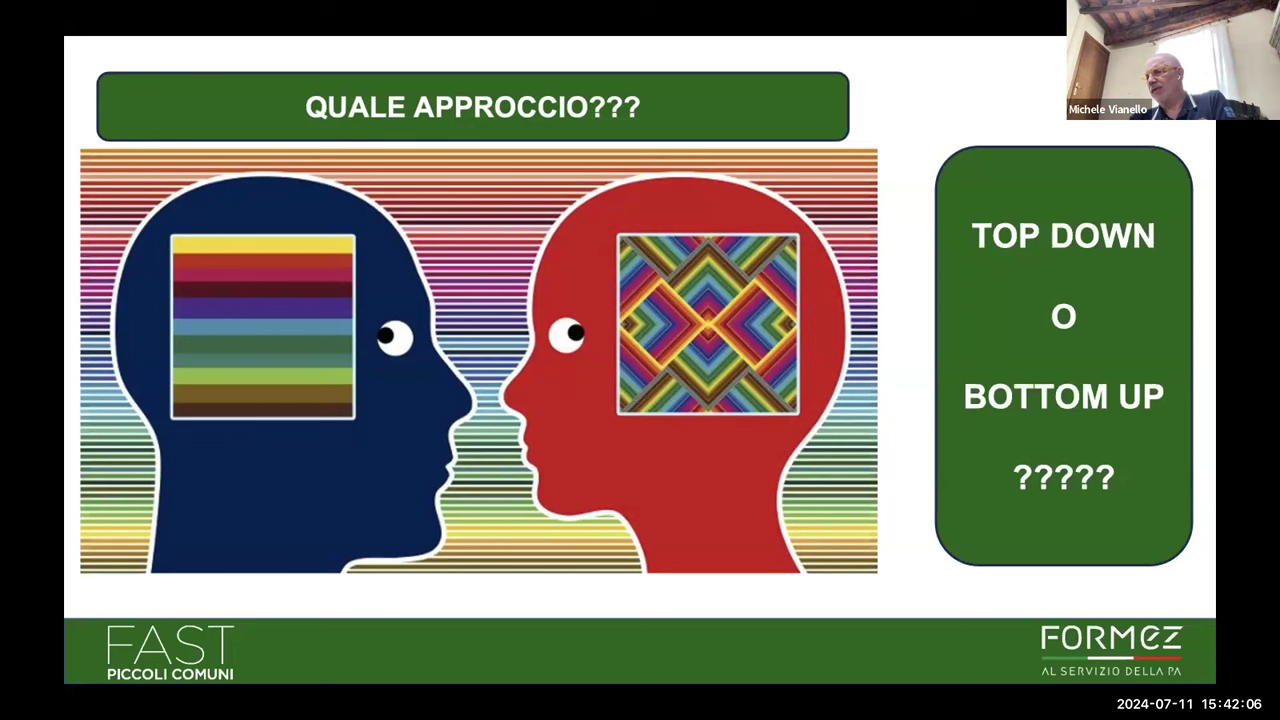 QUALE APPROCCIO???
Michele Vianello
TOP DOWN
O
BOTTOM UP
?????
FAST
PICCOLI COMUNI
FORMEZ
AL SERVIZIO DELLA PA
2024-07-11 15:42:06